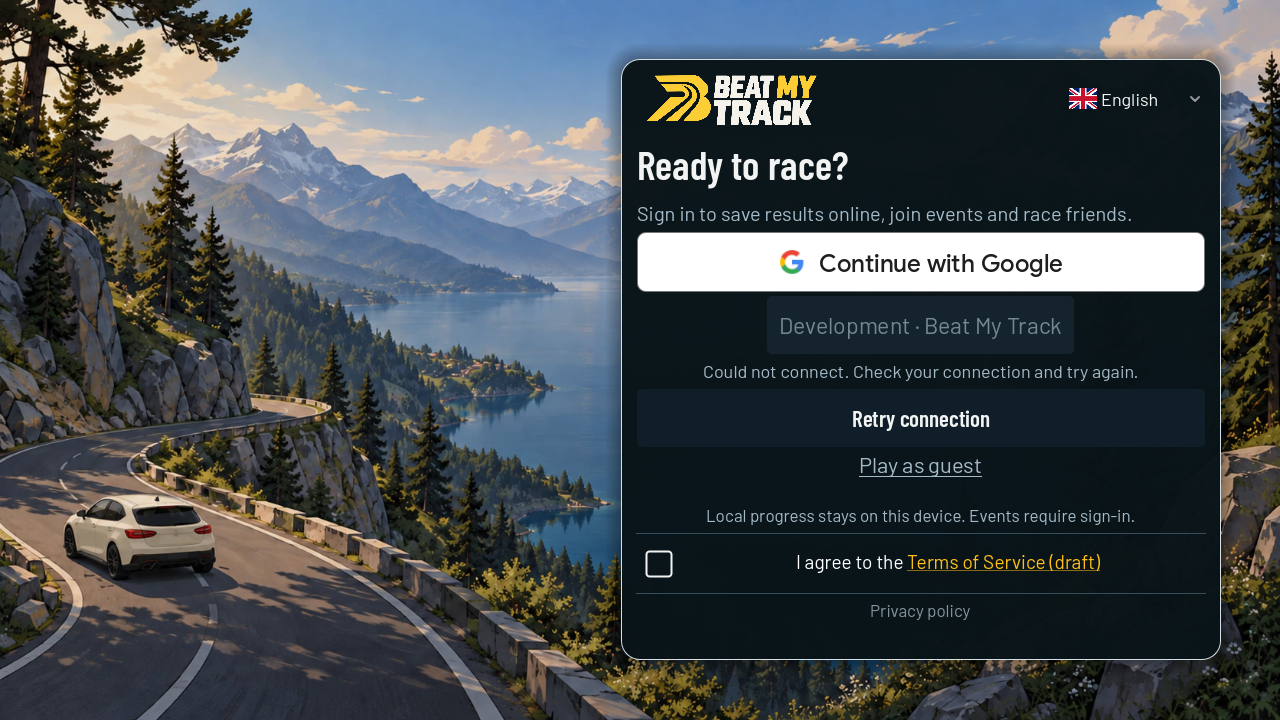 BEAT MY
TRACK
English
Ready to race?
Sign in to save results online, join events and race friends.
Continue with Google
Development · Beat My Track
Could not connect. Check your connection and try again.
Retry connection
Play as guest
Local progress stays on this device. Events require sign-in.
I agree to the Terms of Service (draft)
Privacy policy